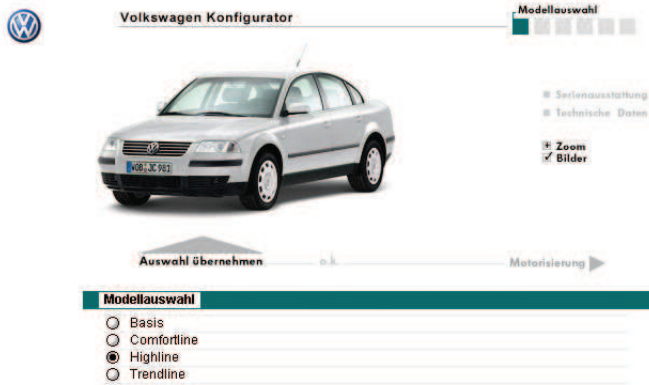 Volkswagen Konfigurator
Modellauswahl
Serienausstattung
Technische Daten
Zoom
Bilder
WOB JC 981
Auswahl übernehmen
o.k.
Motorisierung
Modellauswahl
Basis
Comfortline
Highline
Trendline